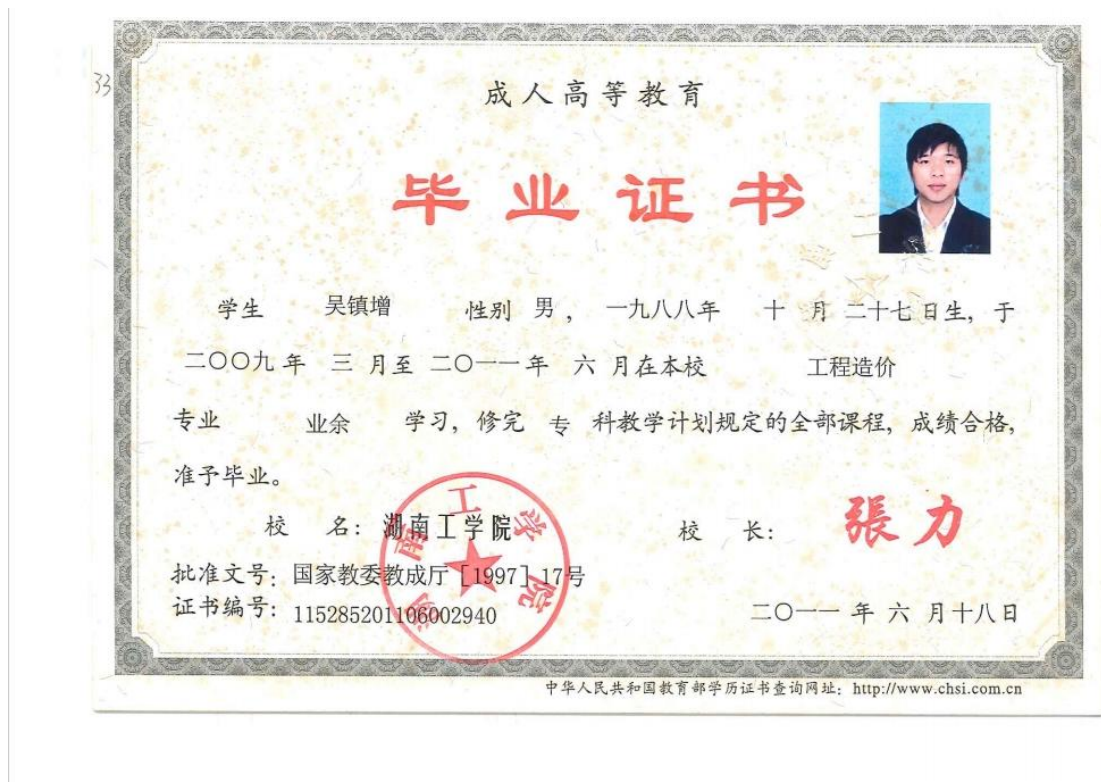 33
成人高等教育
毕业证书
学生 吴镇增 性别 男， 一九八八年 十 月 二十七日生，于
二〇〇九 年 三 月至 二〇一一 年 六 月在本校 工程造价
专业 业余 学习，修完 专 科教学计划规定的全部课程，成绩合格，
准予毕业。
校 名：湖南工学院 校 长：張力
湖南工学院
批准文号：国家教委教成厅［1997］17号
证书编号：115285201106002940
二〇一一 年 六 月十八日
中华人民共和国教育部学历证书查询网址：http://www.chsi.com.cn